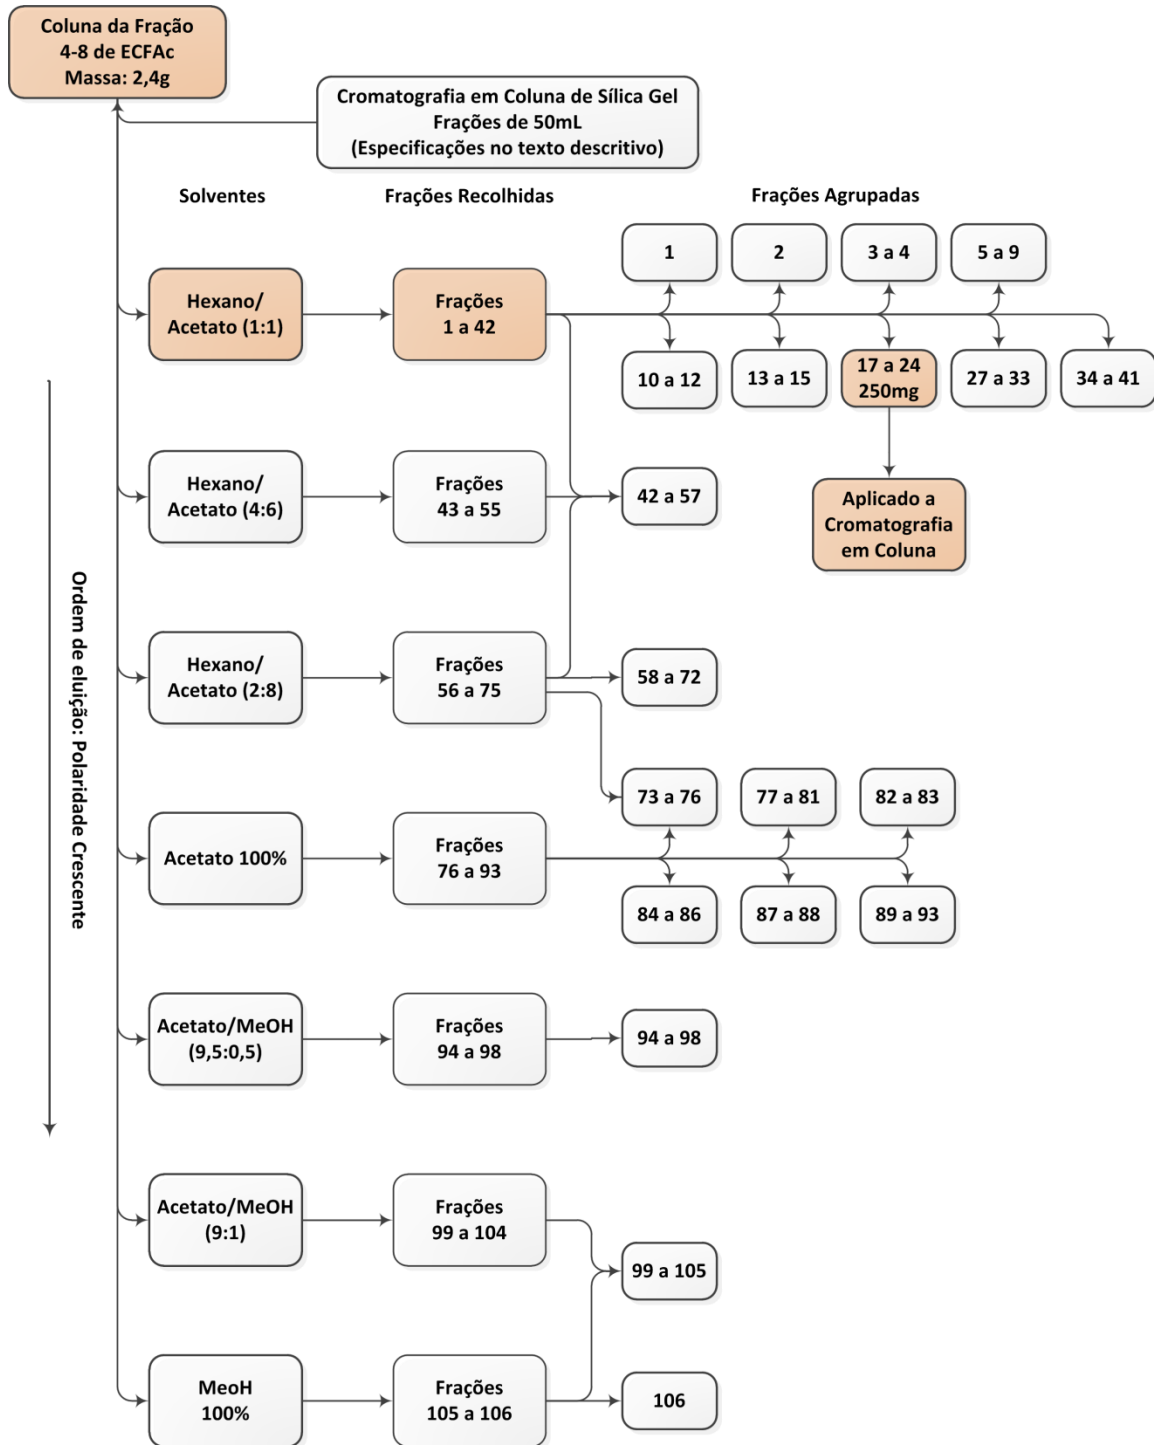 Coluna da Fração
4-8 de ECFAc
Massa: 2,4g
Cromatografia em Coluna de Sílica Gel
Frações de 50mL
(Especificações no texto descritivo)
Solventes
Frações Recolhidas
Frações Agrupadas
1
2
3 a 4
5 a 9
Hexano/
Acetato (1:1)
Frações
1 a 42
10 a 12
13 a 15
17 a 24
250mg
27 a 33
34 a 41
Hexano/
Acetato (4:6)
Frações
43 a 55
42 a 57
Aplicado a
Cromatografia
em Coluna
Ordem de eluição: Polaridade Crescente
Hexano/
Acetato (2:8)
Frações
56 a 75
58 a 72
73 a 76
77 a 81
82 a 83
Acetato 100%
Frações
76 a 93
84 a 86
87 a 88
89 a 93
Acetato/MeOH
(9,5:0,5)
Frações
94 a 98
94 a 98
Acetato/MeOH
(9:1)
Frações
99 a 104
99 a 105
MeoH
100%
Frações
105 a 106
106